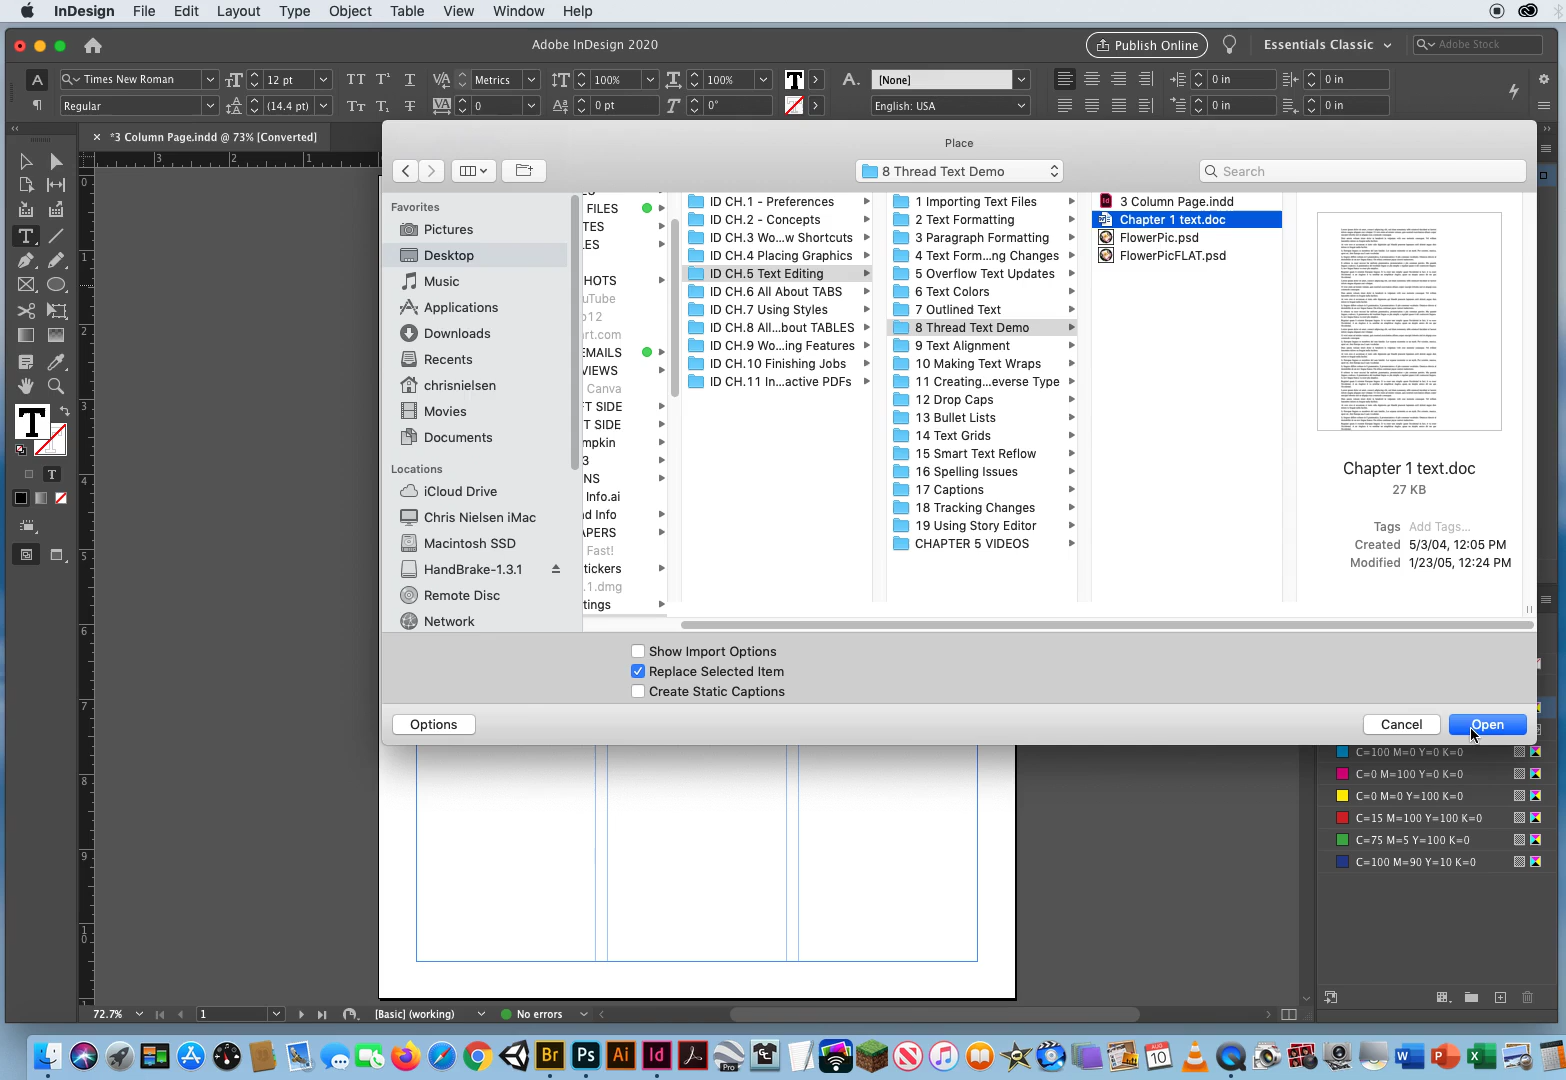 InDesign File Edit Layout Type Object Table View Window Help
Adobe InDesign 2020
Publish Online
Essentials Classic
Adobe Stock
Times New Roman 12 pt Metrics 100% 100% [None] 0 in 0 in
Regular (14.4 pt) 0 0 pt 0° English: USA 0 in 0 in
*3 Column Page.indd @ 73% [Converted]
Place
8 Thread Text Demo
Search
Favorites
Pictures
Desktop
Music
Applications
Downloads
Recents
chrisnielsen
Movies
Documents
Locations
iCloud Drive
Chris Nielsen iMac
Macintosh SSD
HandBrake-1.3.1
Remote Disc
Network
FILES
TES
LES
HOTS
uTube
p12
rt.com
EMAILS
VIEWS
Canva
T SIDE
T SIDE
mpkin
3
NS
Info.ai
nd Info
APERS
Fast!
tickers
.1.dmg
tings
ID CH.1 - Preferences
ID CH.2 - Concepts
ID CH.3 Wo...w Shortcuts
ID CH.4 Placing Graphics
ID CH.5 Text Editing
ID CH.6 All About TABS
ID CH.7 Using Styles
ID CH.8 All...bout TABLES
ID CH.9 Wo...ing Features
ID CH.10 Finishing Jobs
ID CH.11 In...active PDFs
1 Importing Text Files
2 Text Formatting
3 Paragraph Formatting
4 Text Form...ng Changes
5 Overflow Text Updates
6 Text Colors
7 Outlined Text
8 Thread Text Demo
9 Text Alignment
10 Making Text Wraps
11 Creating...everse Type
12 Drop Caps
13 Bullet Lists
14 Text Grids
15 Smart Text Reflow
16 Spelling Issues
17 Captions
18 Tracking Changes
19 Using Story Editor
CHAPTER 5 VIDEOS
3 Column Page.indd
Chapter 1 text.doc
FlowerPic.psd
FlowerPicFLAT.psd
Chapter 1 text.doc
27 KB
Tags Add Tags...
Created 5/3/04, 12:05 PM
Modified 1/23/05, 12:24 PM
Show Import Options
Replace Selected Item
Create Static Captions
Options
Cancel
Open
C=100 M=0 Y=0 K=0
C=0 M=100 Y=0 K=0
C=0 M=0 Y=100 K=0
C=15 M=100 Y=100 K=0
C=75 M=5 Y=100 K=0
C=100 M=90 Y=10 K=0
72.7% 1 [Basic] (working) No errors